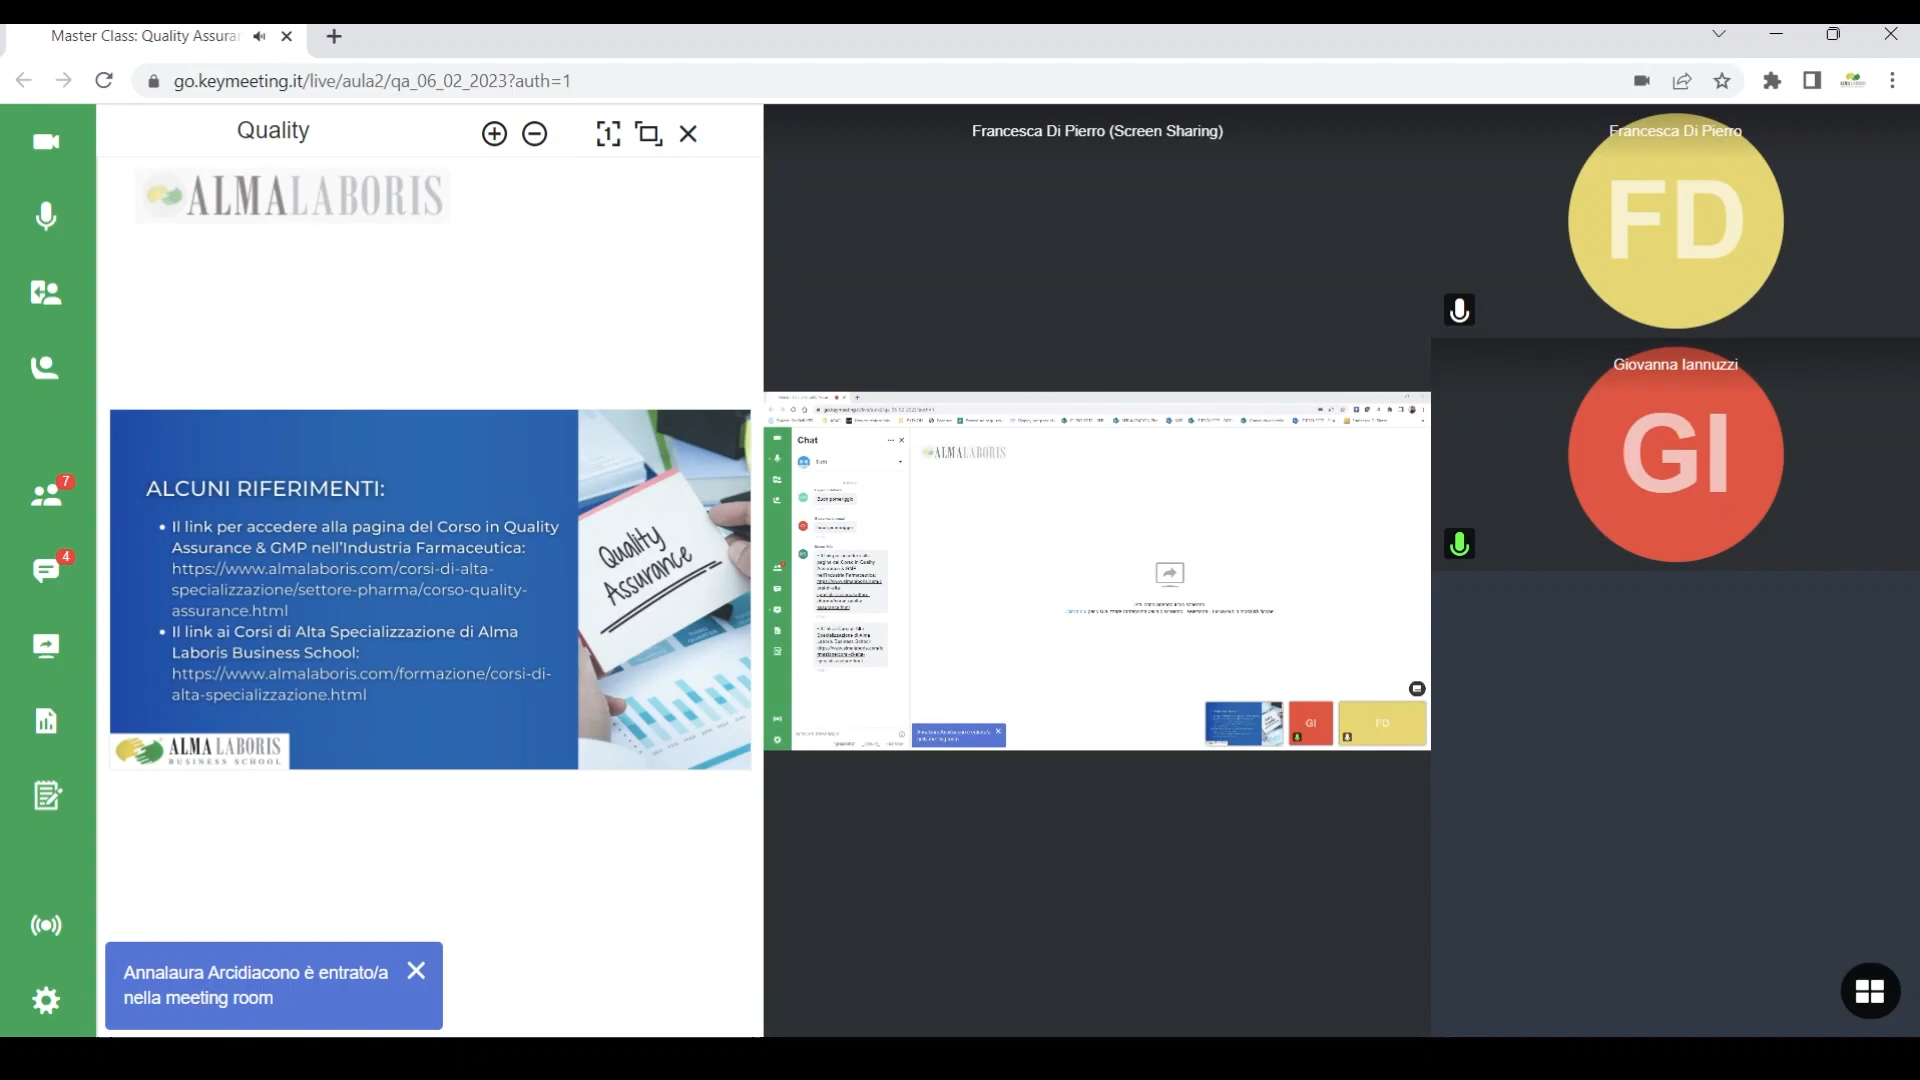 Master Class: Quality Assurar
go.keymeeting.it/live/aula2/qa_06_02_2023?auth=1
Quality
1
ALMALABORIS
ALCUNI RIFERIMENTI:
• Il link per accedere alla pagina del Corso in Quality
Assurance & GMP nell'Industria Farmaceutica:
https://www.almalaboris.com/corsi-di-alta-
specializzazione/settore-pharma/corso-quality-
assurance.html
• Il link ai Corsi di Alta Specializzazione di Alma
Laboris Business School:
https://www.almalaboris.com/formazione/corsi-di-
alta-specializzazione.html
Quality
Assurance
ALMA LABORIS
BUSINESS SCHOOL
7
4
Annalaura Arcidiacono è entrato/a
nella meeting room
Francesca Di Pierro (Screen Sharing)
Chat
Tutti
Buon pomeriggio
ALMALABORIS
GI
FD
Francesca Di Pierro
FD
Giovanna Iannuzzi
GI